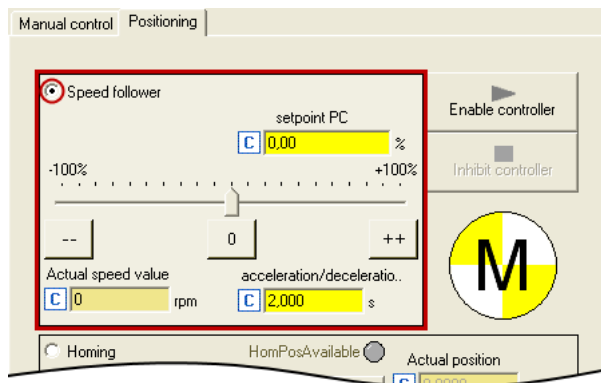 Manual control Positioning
Speed follower
setpoint PC
Enable controller
C 0,00 %
-100% +100%
Inhibit controller
-- 0 ++
M
Actual speed value acceleration/deceleratio..
C 0 rpm C 2,000 s
Homing HomPosAvailable Actual position